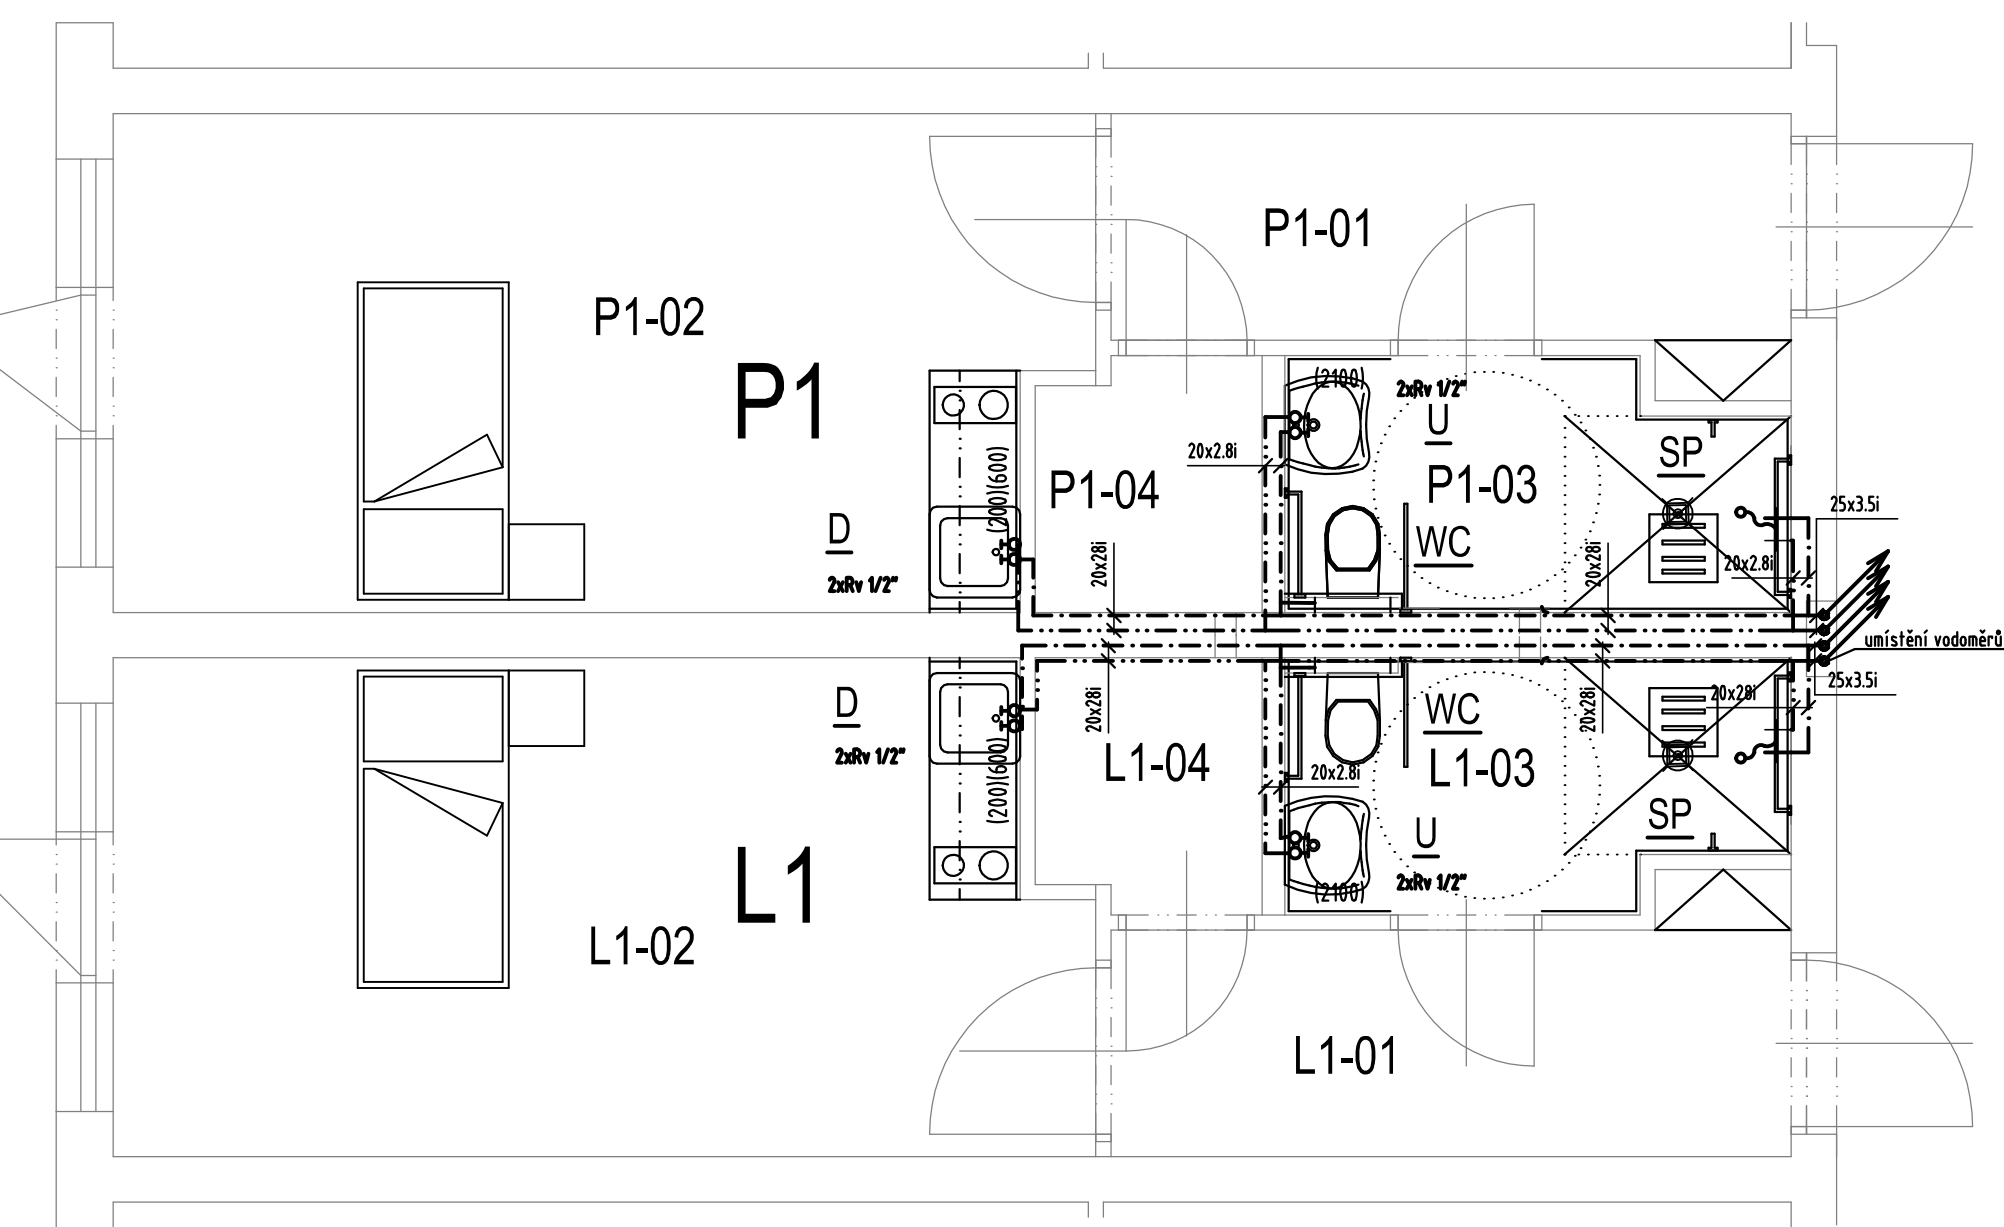 P1-01
P1-02
P1
(2100)
2xRv 1/2"
U
SP
20x2.8i
P1-04
P1-03
(200)(600)
25x3.5i
D
WC
20x28i
20x28i
20x2.8i
2xRv 1/2"
umístění vodoměrů
25x3.5i
D
WC
20x28i
20x28i
20x28i
2xRv 1/2"
L1-04
20x2.8i
L1-03
(200)(600)
SP
U
L1
2xRv 1/2"
(2100)
L1-02
L1-01